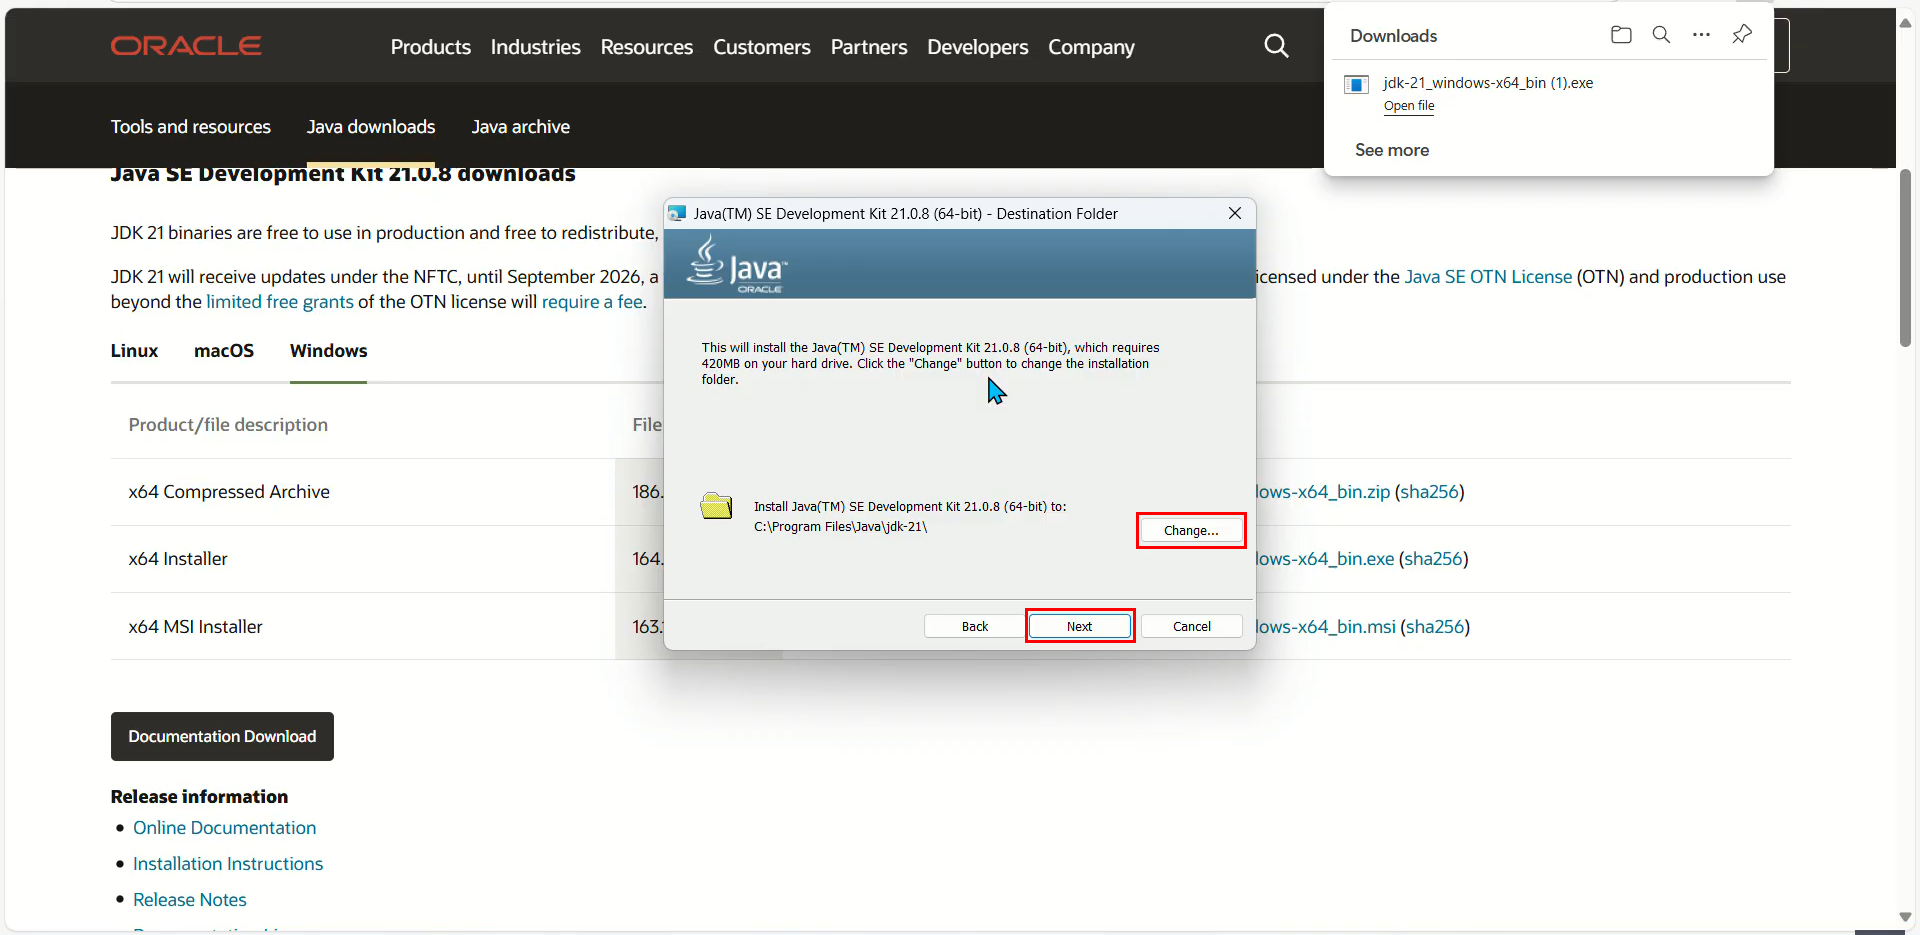 ORACLE
Products Industries Resources Customers Partners Developers Company
Downloads
jdk-21_windows-x64_bin (1).exe
Open file
See more
Tools and resources Java downloads Java archive
Java SE Development Kit 21.0.8 downloads
JDK 21 binaries are free to use in production and free to redistribute,
JDK 21 will receive updates under the NFTC, until September 2026, a
icensed under the Java SE OTN License (OTN) and production use
beyond the limited free grants of the OTN license will require a fee.
Linux macOS Windows
Product/file description File
x64 Compressed Archive 186.
lows-x64_bin.zip (sha256)
x64 Installer 164.
lows-x64_bin.exe (sha256)
x64 MSI Installer 163.
lows-x64_bin.msi (sha256)
Java(TM) SE Development Kit 21.0.8 (64-bit) - Destination Folder
Java™
ORACLE
This will install the Java(TM) SE Development Kit 21.0.8 (64-bit), which requires
420MB on your hard drive. Click the "Change" button to change the installation
folder.
Install Java(TM) SE Development Kit 21.0.8 (64-bit) to:
C:\Program Files\Java\jdk-21\
Change...
Back Next Cancel
Documentation Download
Release information
• Online Documentation
• Installation Instructions
• Release Notes